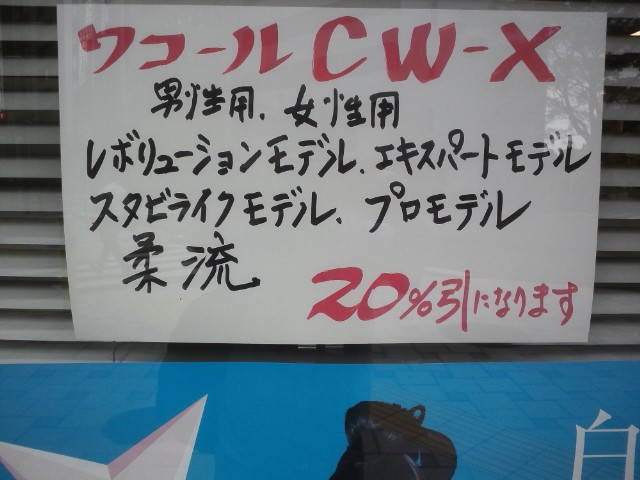 ワコールCW-X
男性用、女性用
レボリューションモデル、エキスパートモデル
スタビライクモデル、プロモデル
柔流
20%引になります
白